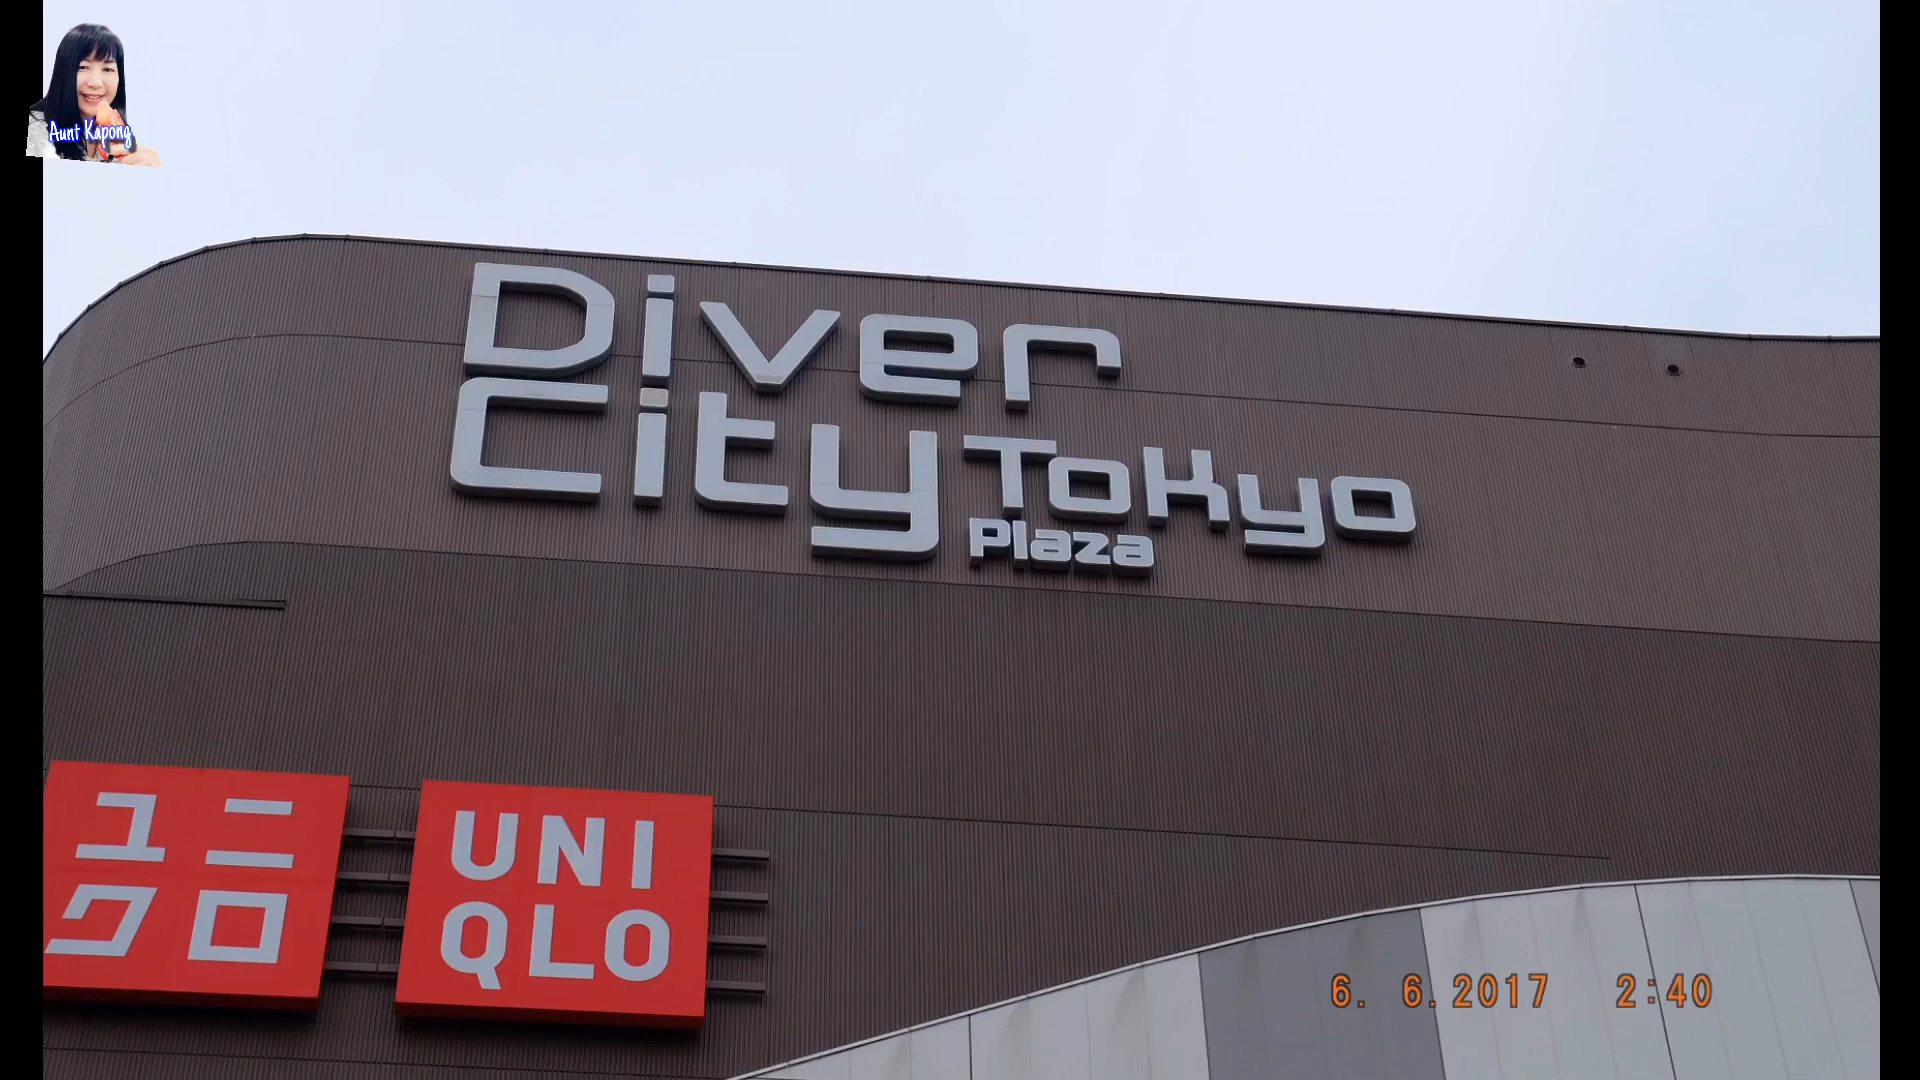 Aunt Kapong
Diver
City Tokyo
Plaza
ユニ
クロ
UNI
QLO
6. 6.2017 2:40